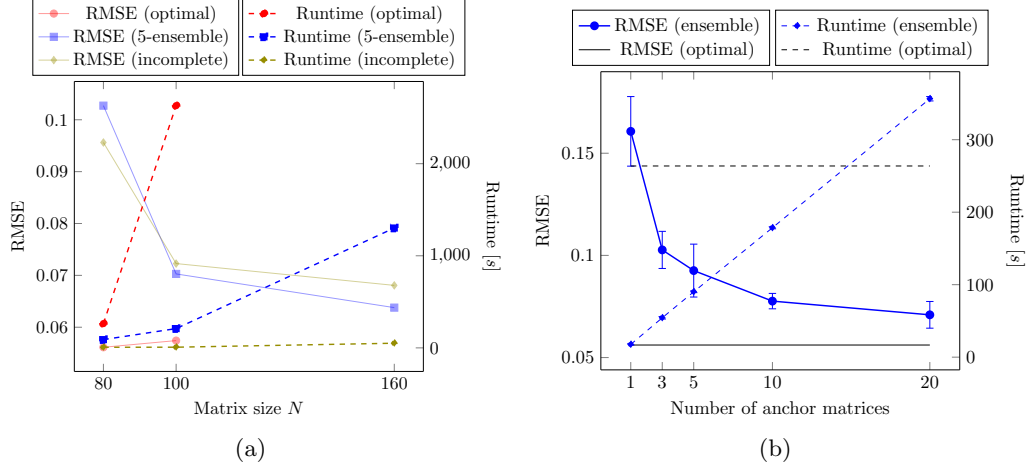 RMSE (optimal)
Runtime (optimal)
RMSE (5-ensemble)
Runtime (5-ensemble)
RMSE (incomplete)
Runtime (incomplete)
0.1
0.09
0.08
0.07
0.06
RMSE
2,000
1,000
0
Runtime [s]
80
100
160
Matrix size N
(a)
RMSE (ensemble)
Runtime (ensemble)
RMSE (optimal)
Runtime (optimal)
0.15
0.1
0.05
RMSE
300
200
100
0
Runtime [s]
1
3
5
10
20
Number of anchor matrices
(b)